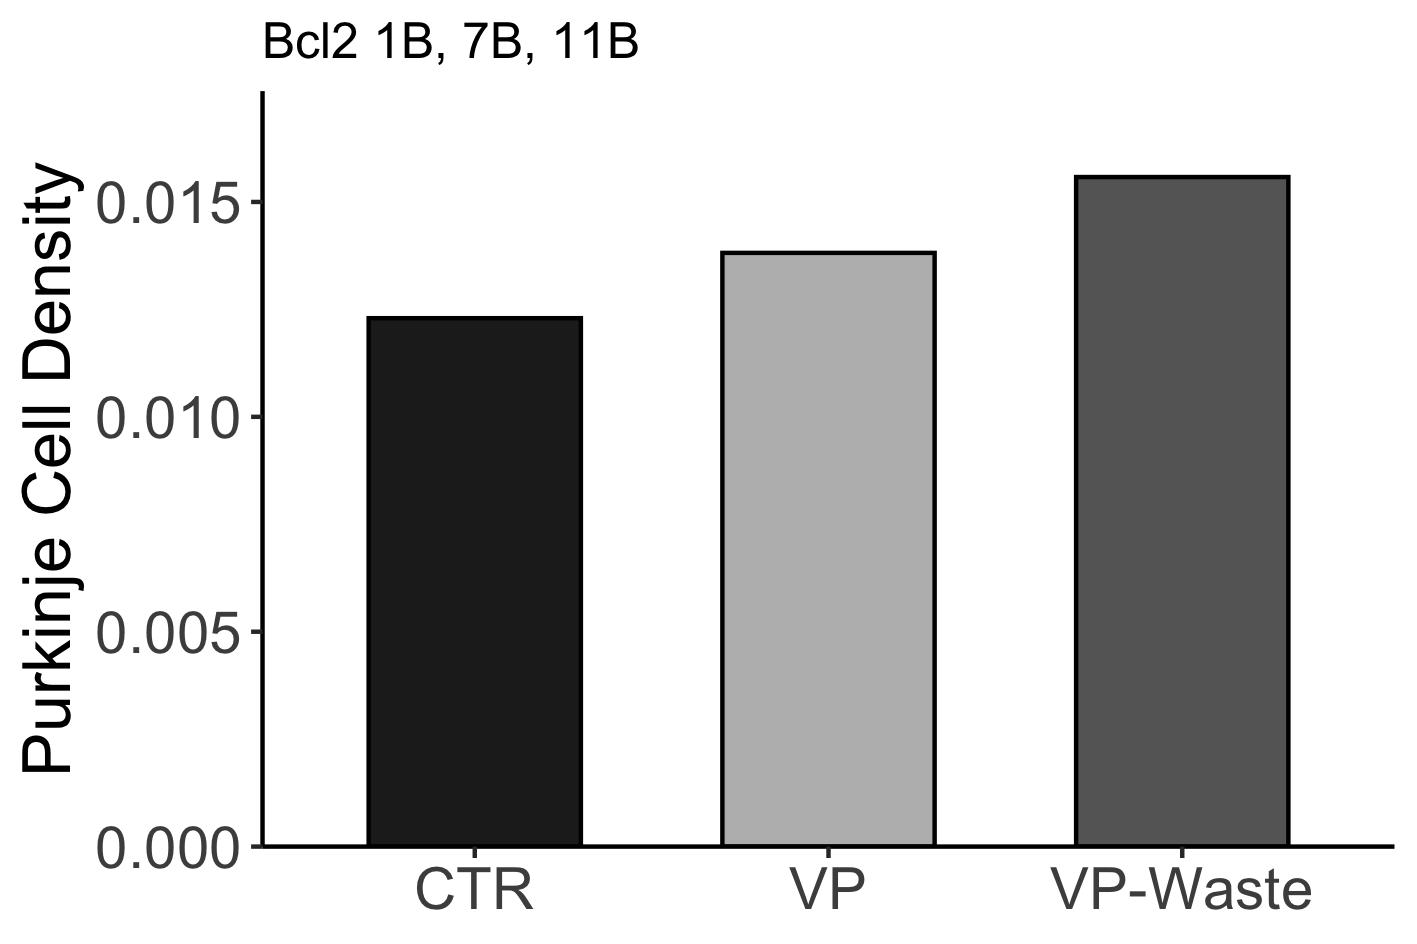 Bcl2 1B, 7B, 11B
Purkinje Cell Density
0.015
0.010
0.005
0.000
CTR
VP
VP-Waste